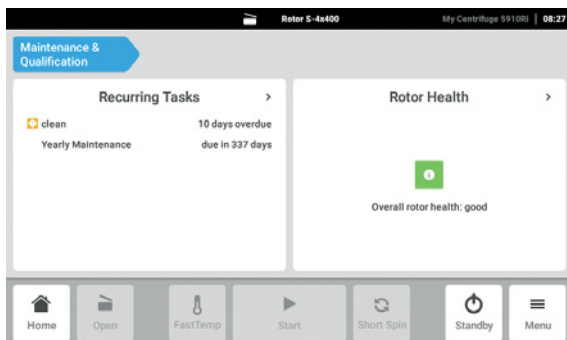 Rotor S-4x400
My Centrifuge 5910Ri | 08:27
Maintenance &
Qualification
Recurring Tasks >
clean 10 days overdue
Yearly Maintenance due in 337 days
Rotor Health >
Overall rotor health: good
Home Open FastTemp Start Short Spin Standby Menu